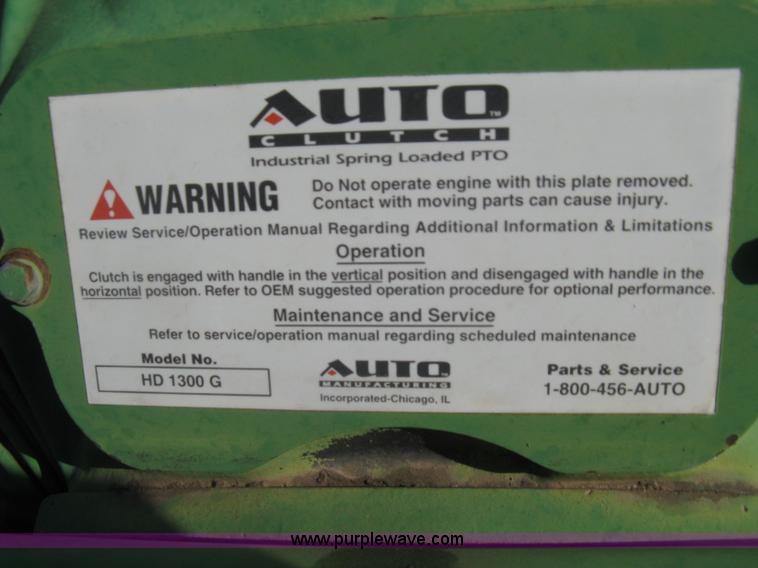 AUTO™
CLUTCH
Industrial Spring Loaded PTO
WARNING
Do Not operate engine with this plate removed.
Contact with moving parts can cause injury.
Review Service/Operation Manual Regarding Additional Information & Limitations
Operation
Clutch is engaged with handle in the vertical position and disengaged with handle in the
horizontal position. Refer to OEM suggested operation procedure for optional performance.
Maintenance and Service
Refer to service/operation manual regarding scheduled maintenance
Model No.
HD 1300 G
AUTO
MANUFACTURING
Incorporated-Chicago, IL
Parts & Service
1-800-456-AUTO
www.purplewave.com